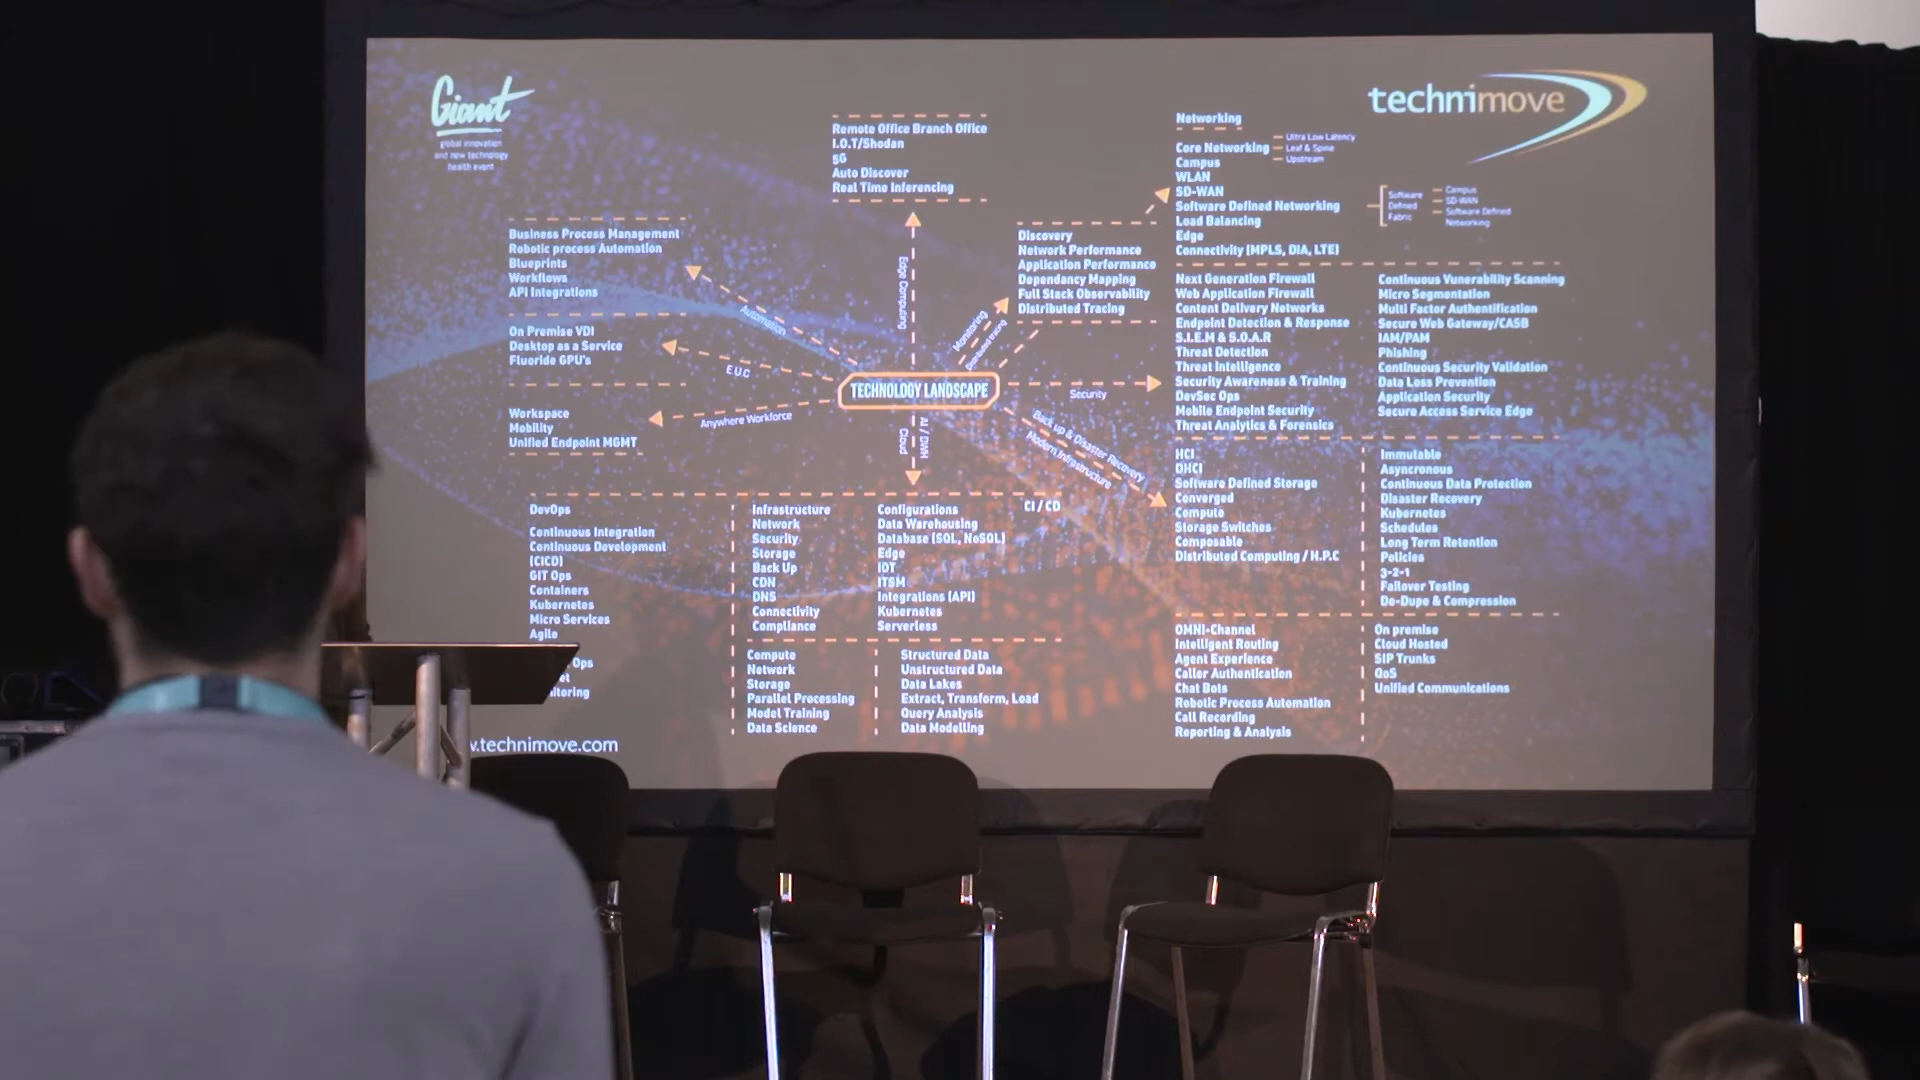 Giant
global innovation
and new technology
health event
technimove
Remote Office Branch Office
I.O.T/Shodan
5G
Auto Discover
Real Time Inferencing
Networking
Core Networking
Campus
WLAN
SD-WAN
Software Defined Networking
Load Balancing
Edge
Connectivity (MPLS, DIA, LTE)
Ultra Low Latency
Leaf & Spine
Upstream
Software
Defined
Fabric
Campus
SD-WAN
Software Defined
Networking
Business Process Management
Robotic process Automation
Blueprints
Workflows
API Integrations
Discovery
Network Performance
Application Performance
Dependancy Mapping
Full Stack Observability
Distributed Tracing
On Premise VDI
Desktop as a Service
Fluoride GPU's
Workspace
Mobility
Unified Endpoint MGMT
Automation
E.U.C
Anywhere Workforce
Edge Computing
Monitoring
Distributed tracing
TECHNOLOGY LANDSCAPE
Security
Back up & Disaster Recovery
Modern Infrastructure
AI / DWH
Cloud
Next Generation Firewall
Web Application Firewall
Content Delivery Networks
Endpoint Detection & Response
S.I.E.M & S.O.A.R
Threat Detection
Threat Intelligence
Security Awareness & Training
DevSec Ops
Mobile Endpoint Security
Threat Analytics & Forensics
Continuous Vunerability Scanning
Micro Segmentation
Multi Factor Authentification
Secure Web Gateway/CASB
IAM/PAM
Phishing
Continuous Security Validation
Data Loss Prevention
Application Security
Secure Access Service Edge
HCI
DHCI
Software Defined Storage
Converged
Compute
Storage Switches
Composable
Distributed Computing / H.P.C
Immutable
Asyncronous
Continuous Data Protection
Disaster Recovery
Kubernetes
Schedules
Long Term Retention
Policies
3-2-1
Failover Testing
De-Dupe & Compression
DevOps
Continuous Integration
Continuous Development
(CICD)
GIT Ops
Containers
Kubernetes
Micro Services
Agile
Ops
Infrastructure
Network
Security
Storage
Back Up
CDN
DNS
Connectivity
Compliance
Configurations
Data Warehousing
Database (SQL, NoSQL)
Edge
IOT
ITSM
Integrations (API)
Kubernetes
Serverless
CI / CD
Compute
Network
Storage
Parallel Processing
Model Training
Data Science
Structured Data
Unstructured Data
Data Lakes
Extract, Transform, Load
Query Analysis
Data Modelling
OMNI-Channel
Intelligent Routing
Agent Experience
Caller Authentication
Chat Bots
Robotic Process Automation
Call Recording
Reporting & Analysis
On premise
Cloud Hosted
SIP Trunks
QoS
Unified Communications
.technimove.com